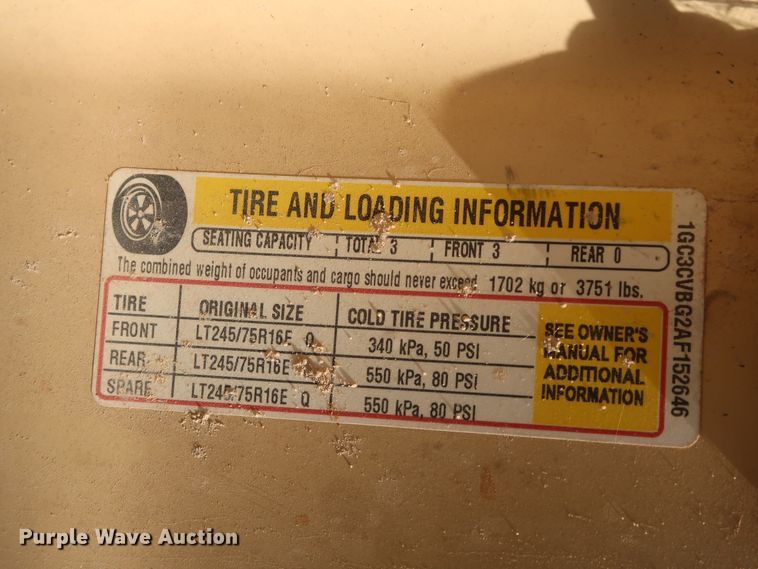 TIRE AND LOADING INFORMATION
SEATING CAPACITY TOTAL 3 FRONT 3 REAR 0
The combined weight of occupants and cargo should never exceed 1702 kg or 3751 lbs.
TIRE ORIGINAL SIZE COLD TIRE PRESSURE
FRONT LT245/75R16E Q 340 kPa, 50 PSI
REAR LT245/75R16E 550 kPa, 80 PSI
SPARE LT245/75R16E Q 550 kPa, 80 PSI
SEE OWNER'S
MANUAL FOR
ADDITIONAL
INFORMATION
1GC3CVBG2AF152646
Purple Wave Auction